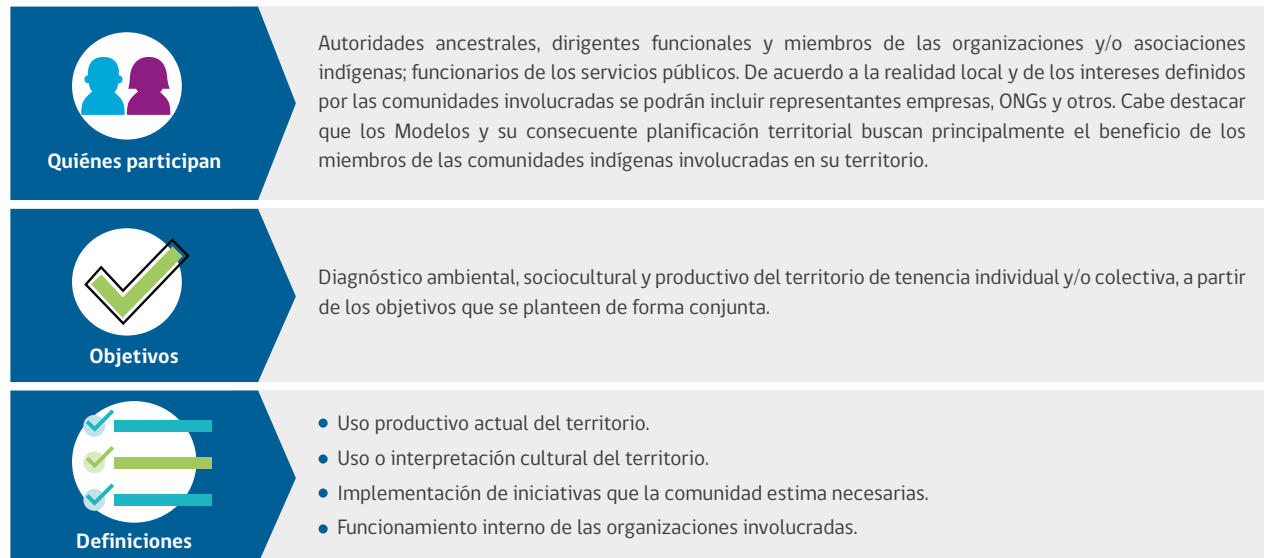 Quiénes participan
Autoridades ancestrales, dirigentes funcionales y miembros de las organizaciones y/o asociaciones
indígenas; funcionarios de los servicios públicos. De acuerdo a la realidad local y de los intereses definidos
por las comunidades involucradas se podrán incluir representantes empresas, ONGs y otros. Cabe destacar
que los Modelos y su consecuente planificación territorial buscan principalmente el beneficio de los
miembros de las comunidades indígenas involucradas en su territorio.
Objetivos
Diagnóstico ambiental, sociocultural y productivo del territorio de tenencia individual y/o colectiva, a partir
de los objetivos que se planteen de forma conjunta.
Definiciones
• Uso productivo actual del territorio.
• Uso o interpretación cultural del territorio.
• Implementación de iniciativas que la comunidad estima necesarias.
• Funcionamiento interno de las organizaciones involucradas.